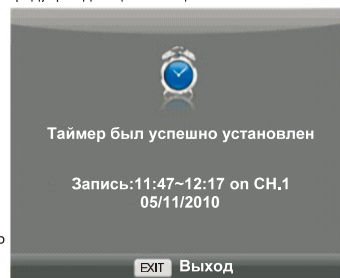 Таймер был успешно установлен
Запись:11:47~12:17 on CH.1
05/11/2010
EXIT Выход